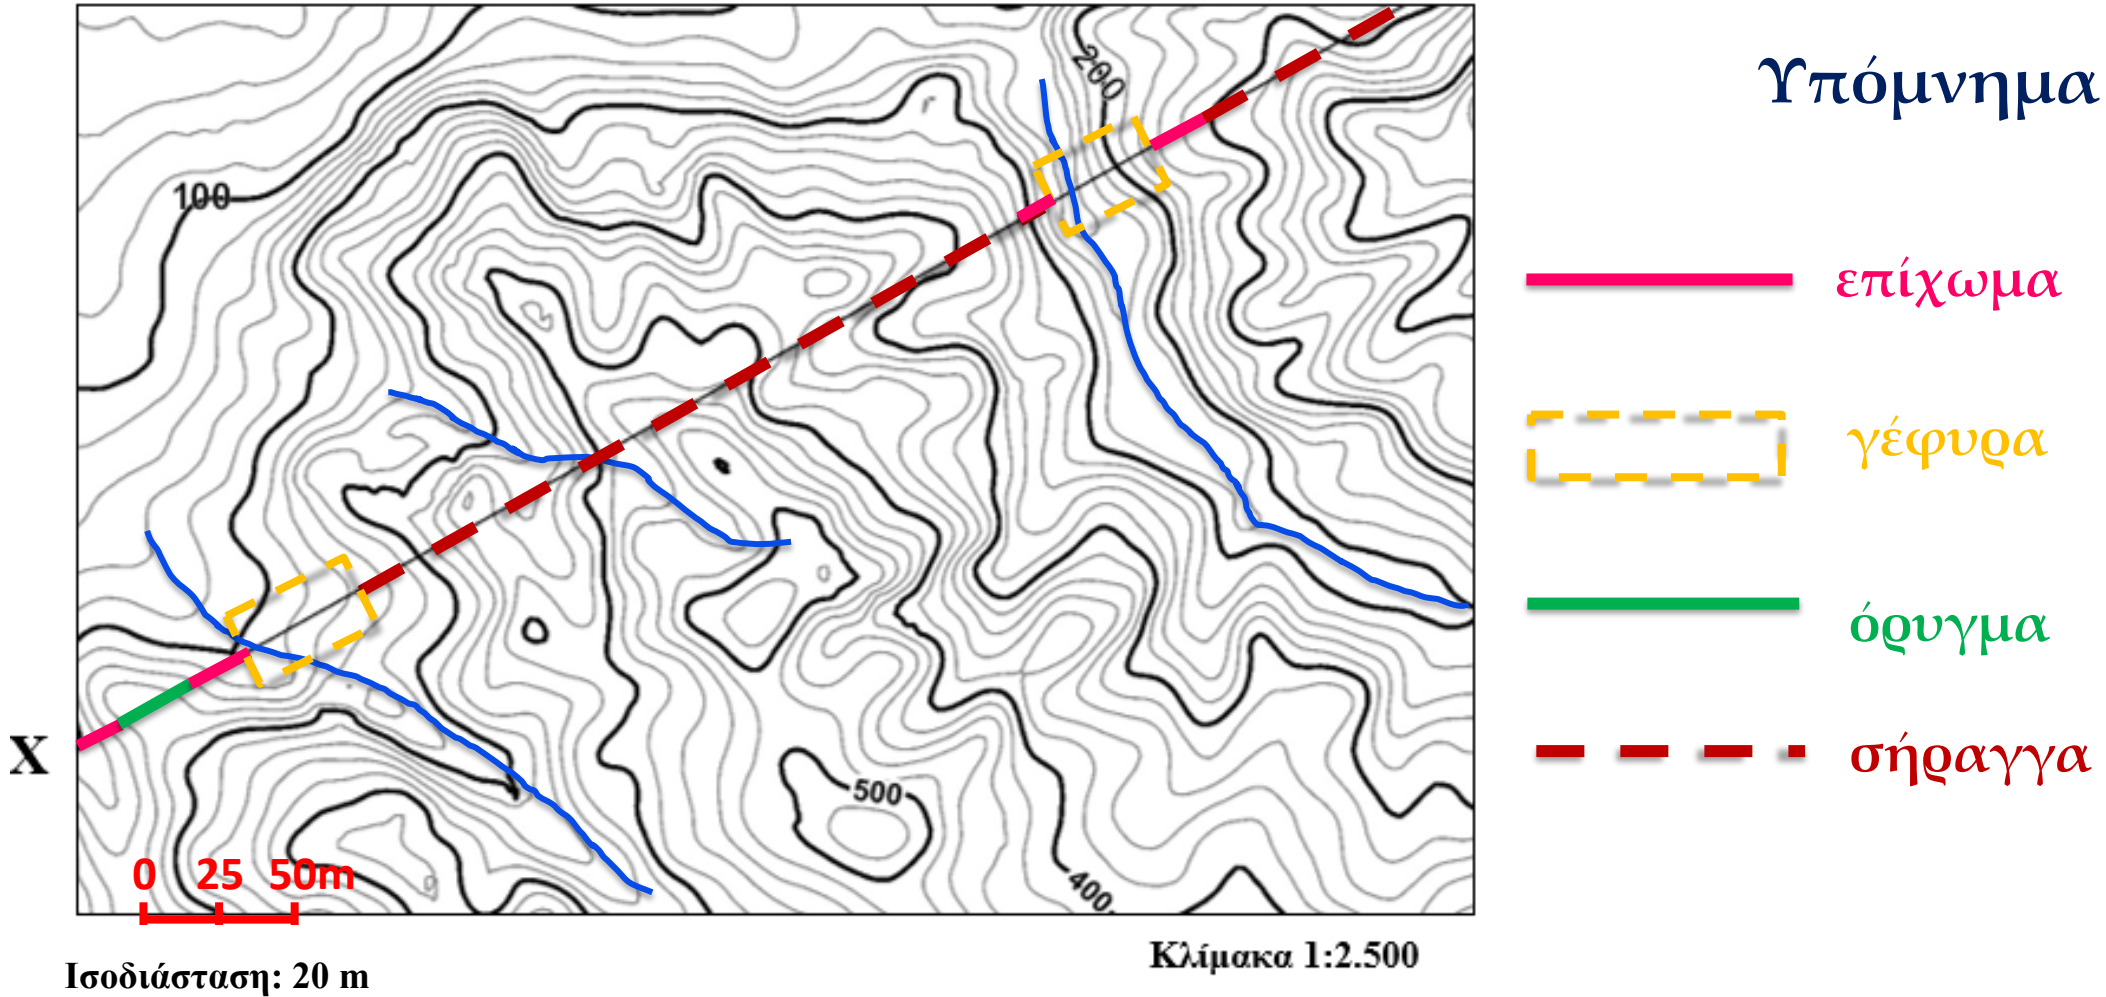 Υπόμνημα
200
100
επίχωμα
γέφυρα
όρυγμα
X
σήραγγα
500
0 25 50m
400
Κλίμακα 1:2.500
Ισοδιάσταση: 20 m